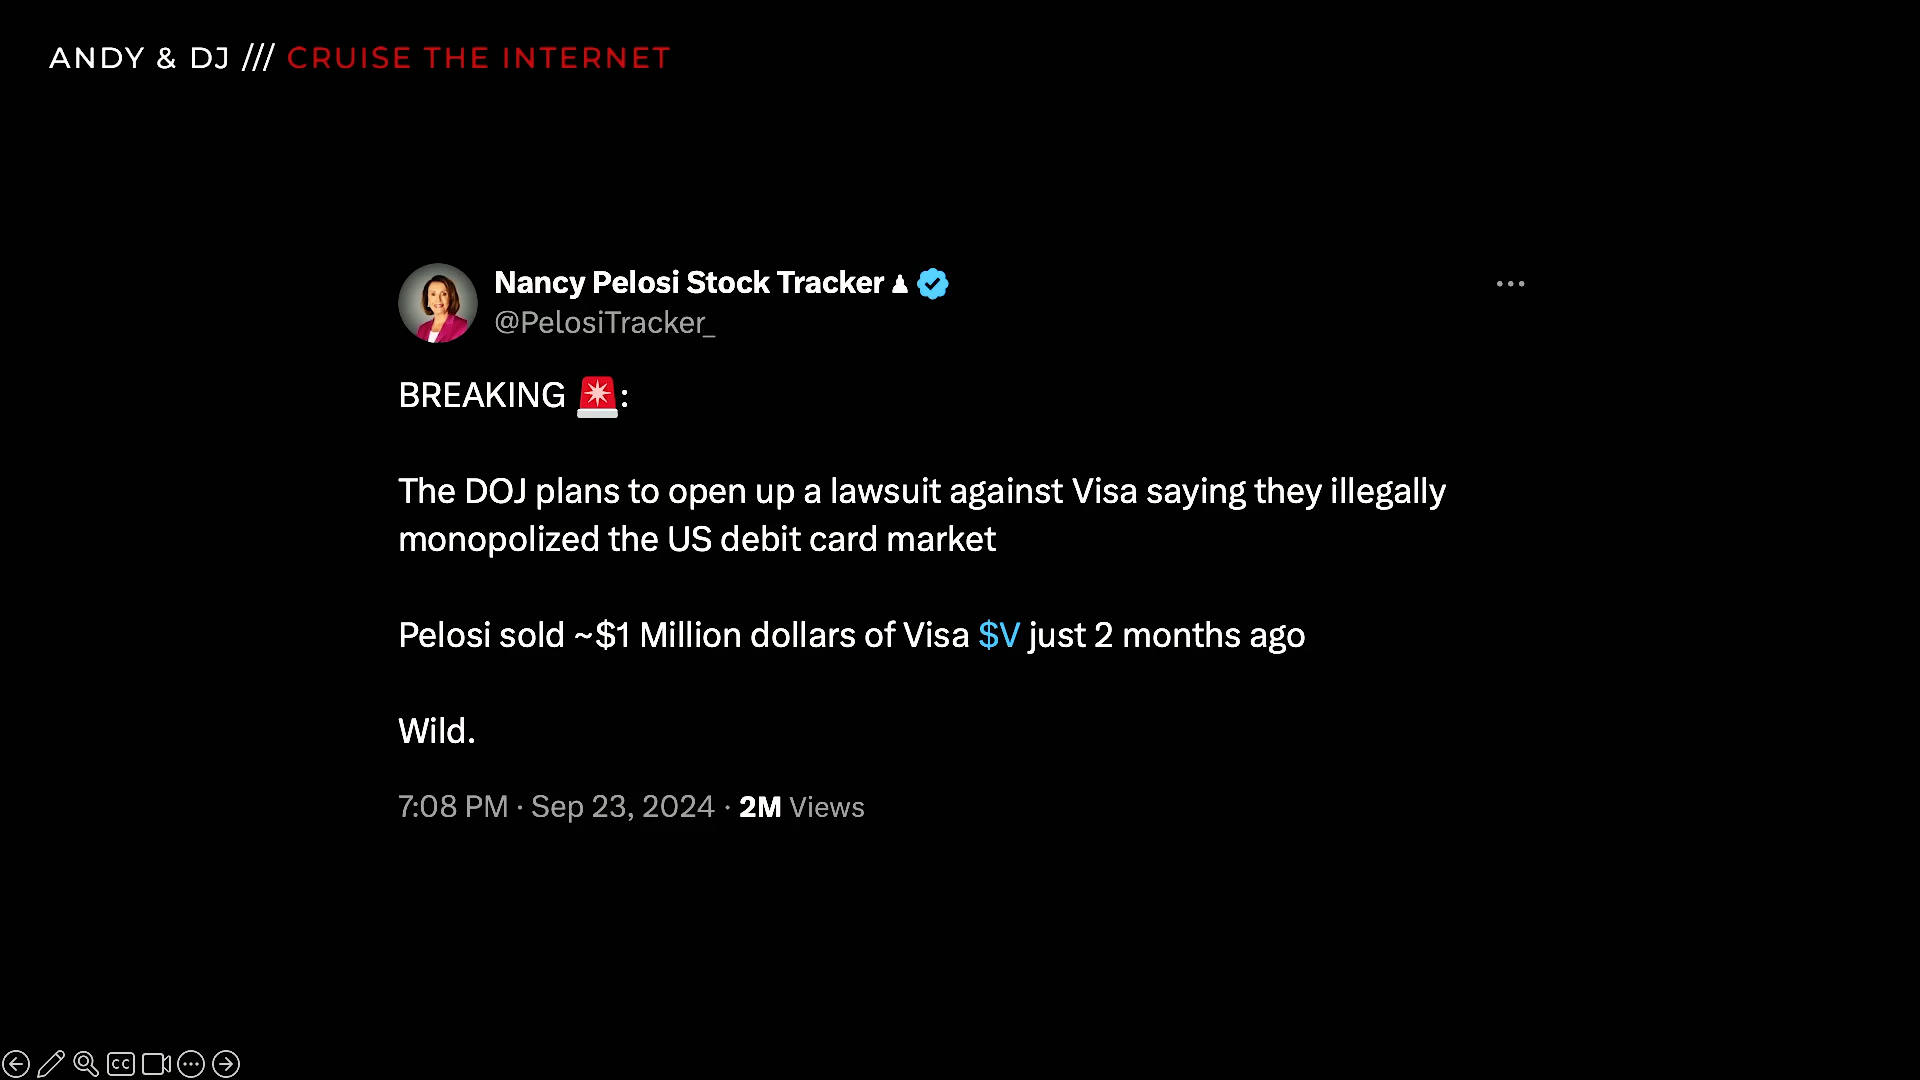 ANDY & DJ /// CRUISE THE INTERNET
Nancy Pelosi Stock Tracker ♟
@PelosiTracker_
BREAKING 🚨:
The DOJ plans to open up a lawsuit against Visa saying they illegally
monopolized the US debit card market
Pelosi sold ~$1 Million dollars of Visa $V just 2 months ago
Wild.
7:08 PM · Sep 23, 2024 · 2M Views
CC